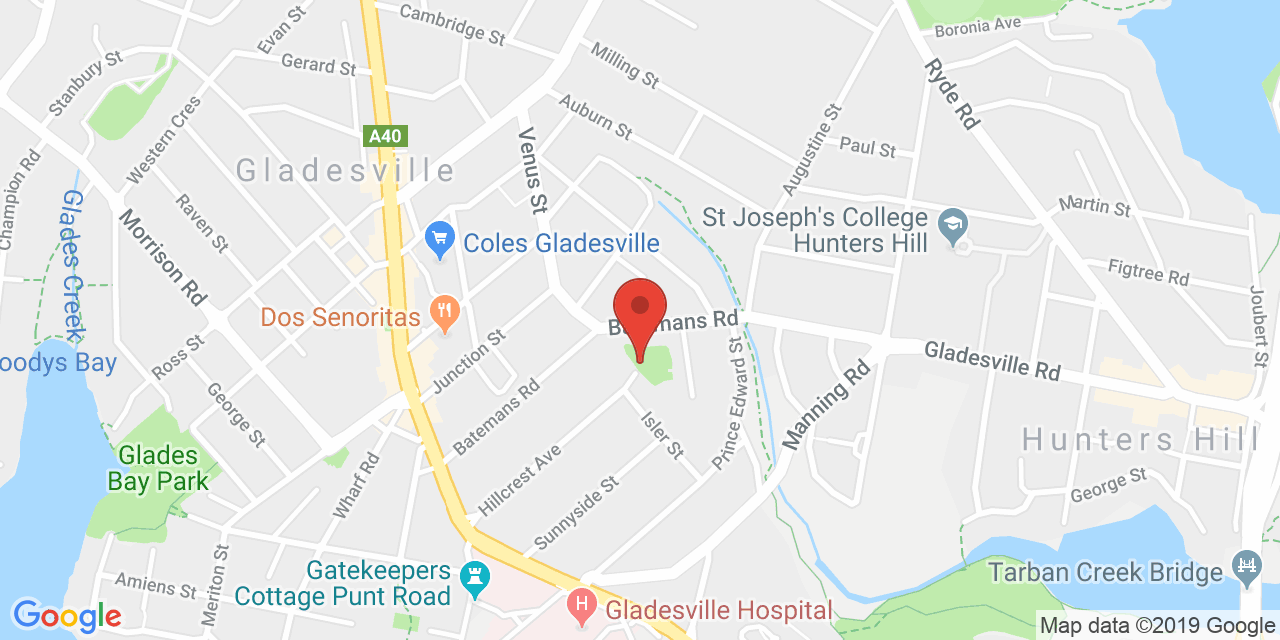 Cambridge St
Boronia Ave
Evan St
Gerard St
Milling St
Ryde Rd
Stanbury St
Western Cres
Auburn St
A40
Augustine St
Paul St
Venus St
Gladesville
Champion Rd
Raven St
Glades Creek
Morrison Rd
Martin St
St Joseph's College
Hunters Hill
Coles Gladesville
Figtree Rd
Joubert St
Dos Senoritas
Rd
Junction St
Prince Edward St
Gladesville Rd
oodys Bay
Ross St
Manning Rd
George St
Batemans Rd
Isler St
Hunters Hill
Glades
Bay Park
Wharf Rd
Hillcrest Ave
Sunnyside St
George St
Meriton St
Amiens St
Gatekeepers
Cottage Punt Road
Tarban Creek Bridge
H
Gladesville Hospital
Google
Map data ©2019 Google